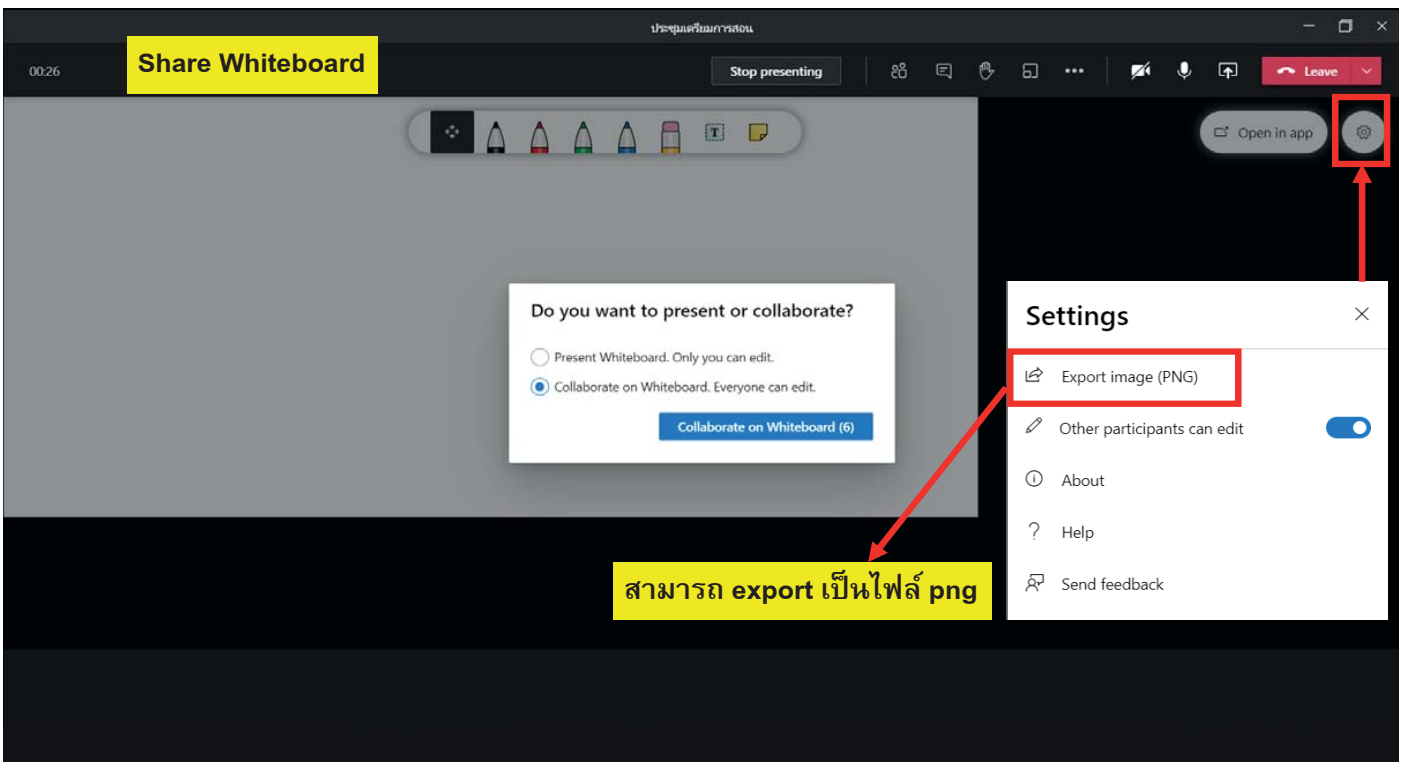 ประชุมเตรียมการสอน
00:26
Share Whiteboard
Stop presenting
Leave
T
Open in app
Do you want to present or collaborate?
Present Whiteboard. Only you can edit.
Collaborate on Whiteboard. Everyone can edit.
Collaborate on Whiteboard (6)
Settings
Export image (PNG)
Other participants can edit
About
Help
Send feedback
สามารถ export เป็นไฟล์ png